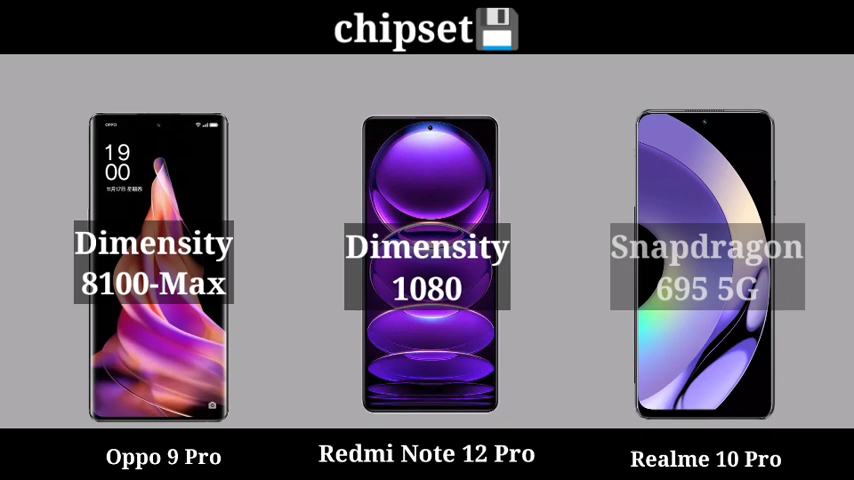 chipset
OPPO
19
00
Dimensity
8100-Max
Dimensity
1080
Snapdragon
695 5G
Oppo 9 Pro
Redmi Note 12 Pro
Realme 10 Pro